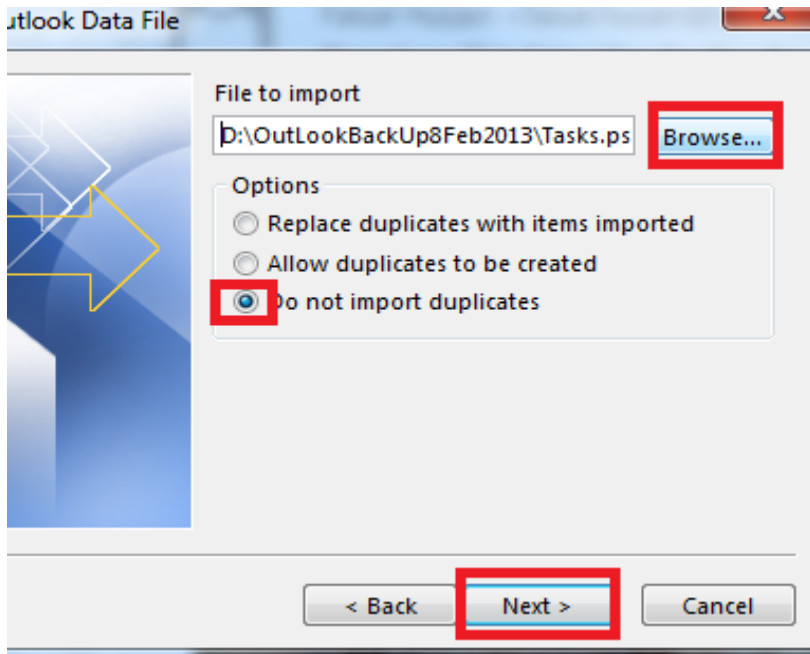 utlook Data File
File to import
D:\OutLookBackUp8Feb2013\Tasks.ps
Browse...
Options
Replace duplicates with items imported
Allow duplicates to be created
Do not import duplicates
< Back
Next >
Cancel